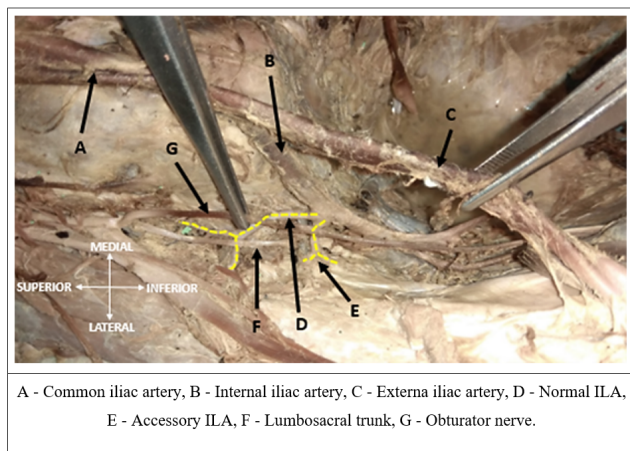 B
C
A
G
MEDIAL
SUPERIOR
INFERIOR
LATERAL
F
D
E
A - Common iliac artery, B - Internal iliac artery, C - Externa iliac artery, D - Normal ILA,
E - Accessory ILA, F - Lumbosacral trunk, G - Obturator nerve.